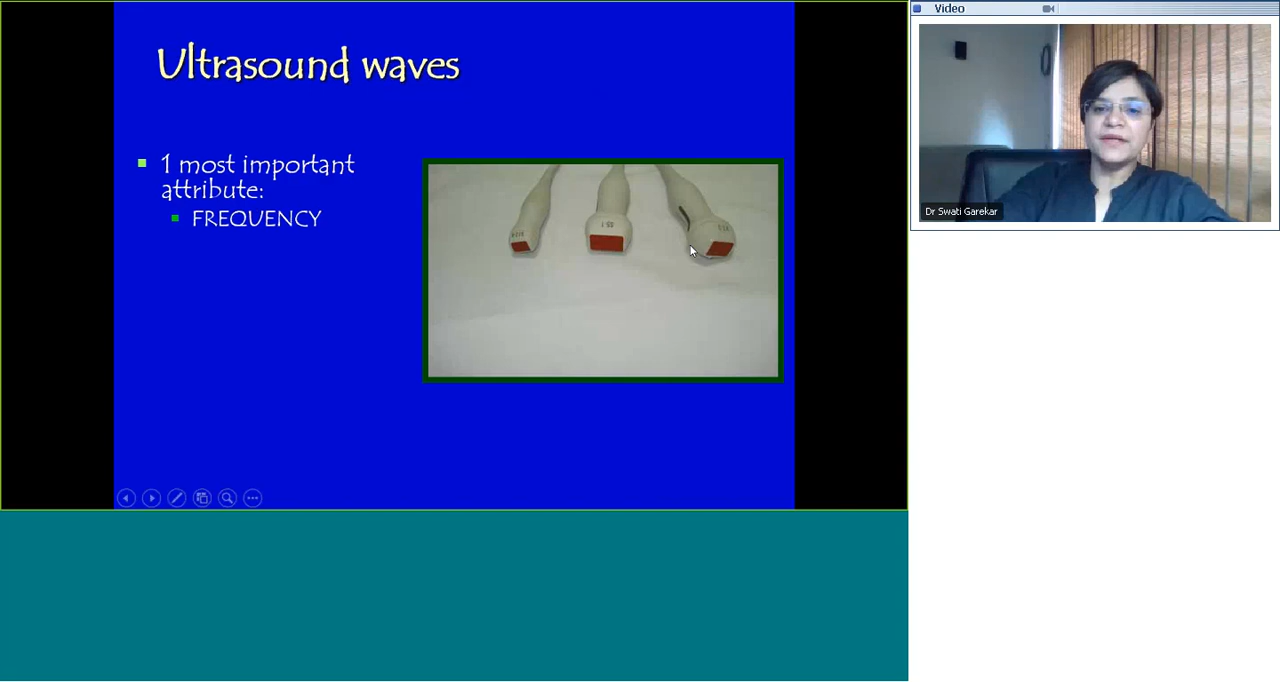 Ultrasound waves
1 most important
attribute:
FREQUENCY
Video
Dr Swati Garekar